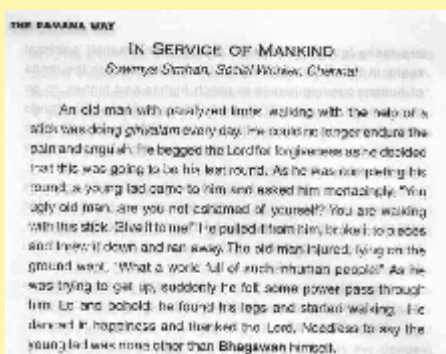 THE RAMANA WAY
IN SERVICE OF MANKIND
Sowmya Sathan, Social Worker, Chennai
An old man with paralyzed limbs walking with the help of a
stick was doing girivalam every day. He could no longer endure the
pain and anguish. He begged the Lord for forgiveness as he decided
that this was going to be his last round. As he was completing his
round, a young lad came to him and asked him menacingly, "You
ugly old man, are you not ashamed of yourself? You are walking
with this stick. Give it to me!" He pulled it from him, broke it to pieces
and threw it down and ran away. The old man injured, lying on the
ground wept, "What a world full of such inhuman people!" As he
was trying to get up, suddenly he felt some power pass through
him. Lo and behold, he found his legs and started walking. He
danced in happiness and thanked the Lord. Needless to say the
young lad was none other than Bhagawan himself.